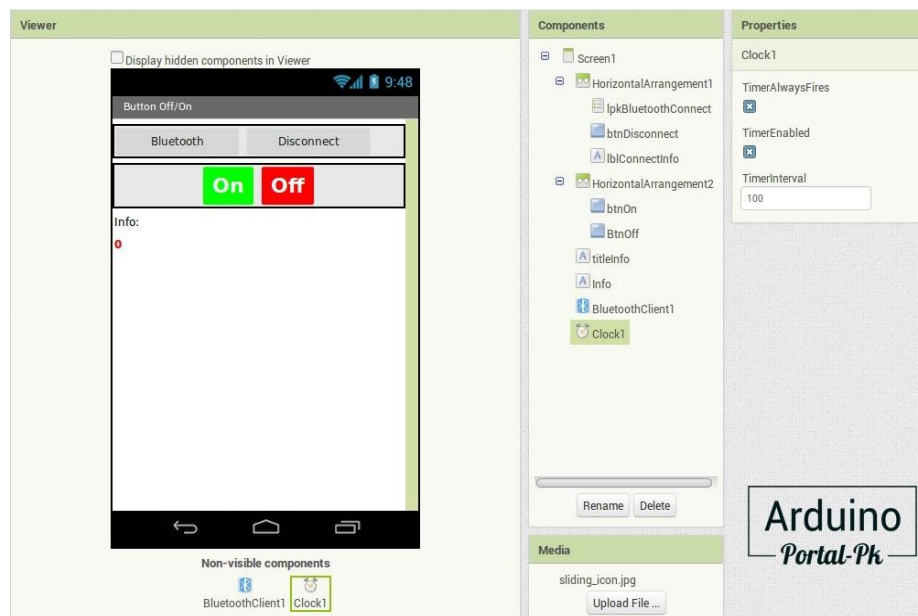 Viewer
Display hidden components in Viewer
9:48
Button Off/On
Bluetooth
Disconnect
On
Off
Info:
0
Non-visible components
BluetoothClient1
Clock1
Components
Screen1
HorizontalArrangement1
lpkBluetoothConnect
btnDisconnect
A lblConnectInfo
HorizontalArrangement2
btnOn
BtnOff
A titleInfo
A Info
BluetoothClient1
Clock1
Rename
Delete
Media
sliding_icon.jpg
Upload File ...
Properties
Clock1
TimerAlwaysFires
TimerEnabled
TimerInterval
100
Arduino
Portal-Pk